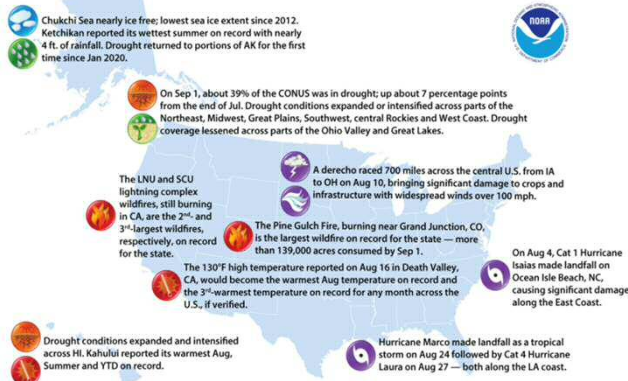 Chukchi Sea nearly ice free; lowest sea ice extent since 2012.
Ketchikan reported its wettest summer on record with nearly
4 ft. of rainfall. Drought returned to portions of AK for the first
time since Jan 2020.
NOAA
On Sep 1, about 39% of the CONUS was in drought; up about 7 percentage points
from the end of Jul. Drought conditions expanded or intensified across parts of the
Northeast, Midwest, Great Plains, Southwest, central Rockies and West Coast. Drought
coverage lessened across parts of the Ohio Valley and Great Lakes.
A derecho raced 700 miles across the central U.S. from IA
to OH on Aug 10, bringing significant damage to crops and
infrastructure with widespread winds over 100 mph.
The LNU and SCU
lightning complex
wildfires, still burning
in CA, are the 2nd- and
3rd-largest wildfires,
respectively, on record
for the state.
The Pine Gulch Fire, burning near Grand Junction, CO,
is the largest wildfire on record for the state — more
than 139,000 acres consumed by Sep 1.
The 130°F high temperature reported on Aug 16 in Death Valley,
CA, would become the warmest Aug temperature on record and
the 3rd-warmest temperature on record for any month across the
U.S., if verified.
On Aug 4, Cat 1 Hurricane
Isaias made landfall on
Ocean Isle Beach, NC,
causing significant damage
along the East Coast.
Drought conditions expanded and intensified
across HI. Kahului reported its warmest Aug,
Summer and YTD on record.
Hurricane Marco made landfall as a tropical
storm on Aug 24 followed by Cat 4 Hurricane
Laura on Aug 27 — both along the LA coast.